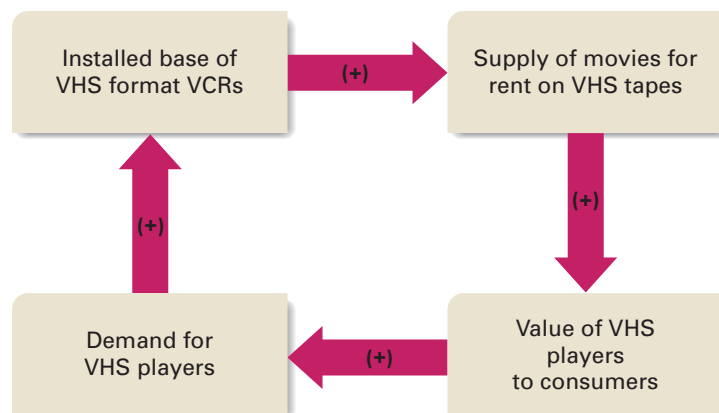 Installed base of
VHS format VCRs
(+)
Supply of movies for
rent on VHS tapes
(+)
(+)
Demand for
VHS players
(+)
Value of VHS
players
to consumers